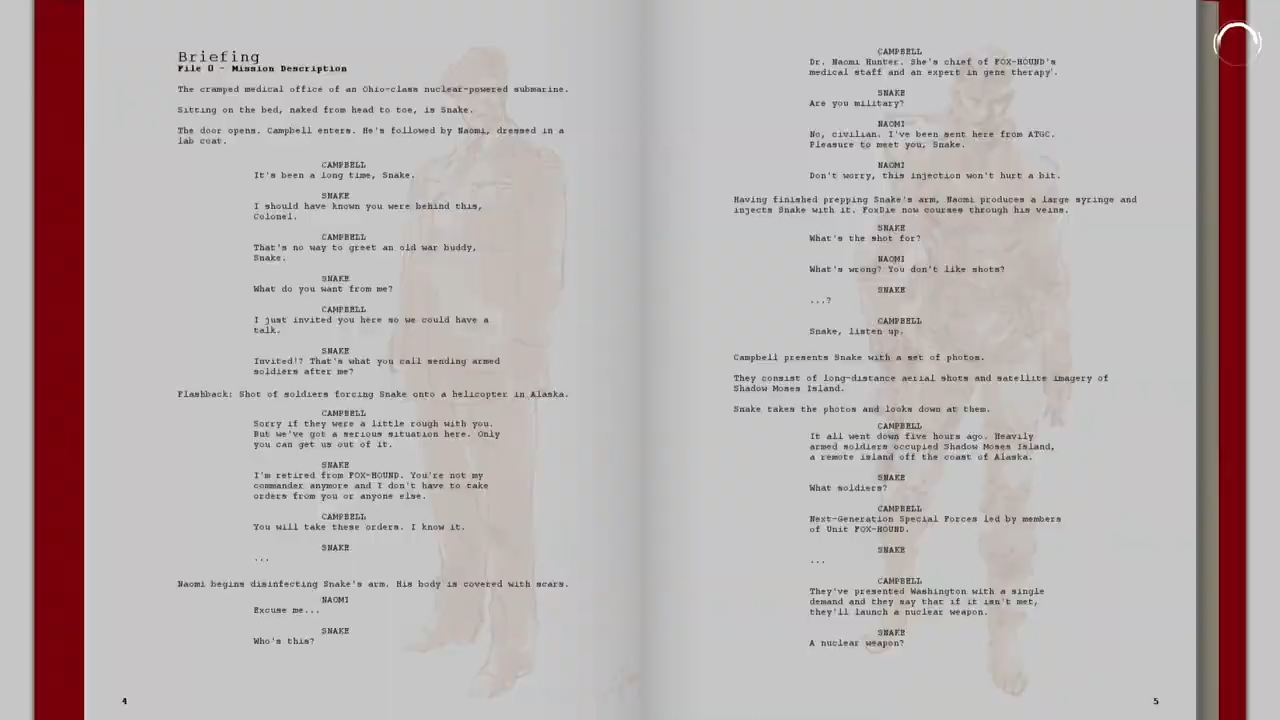 Briefing
File 0 - Mission Description
The cramped medical office of an Ohio-class nuclear-powered submarine.
Sitting on the bed, naked from head to toe, is Snake.
The door opens. Campbell enters. He's followed by Naomi, dressed in a
lab coat.
CAMPBELL
It's been a long time, Snake.
SNAKE
I should have known you were behind this,
Colonel.
CAMPBELL
That's no way to greet an old war buddy,
Snake.
SNAKE
What do you want from me?
CAMPBELL
I just invited you here so we could have a
talk.
SNAKE
Invited!? That's what you call sending armed
soldiers after me?
Flashback: Shot of soldiers forcing Snake onto a helicopter in Alaska.
CAMPBELL
Sorry if they were a little rough with you.
But we've got a serious situation here. Only
you can get us out of it.
SNAKE
I'm retired from FOX-HOUND. You're not my
commander anymore and I don't have to take
orders from you or anyone else.
CAMPBELL
You will take these orders. I know it.
SNAKE
...
Naomi begins disinfecting Snake's arm. His body is covered with scars.
NAOMI
Excuse me...
SNAKE
Who's this?
4
CAMPBELL
Dr. Naomi Hunter. She's chief of FOX-HOUND's
medical staff and an expert in gene therapy.
SNAKE
Are you military?
NAOMI
No, civilian. I've been sent here from ATGC.
Pleasure to meet you, Snake.
NAOMI
Don't worry, this injection won't hurt a bit.
Having finished prepping Snake's arm, Naomi produces a large syringe and
injects Snake with it. FoxDie now courses through his veins.
SNAKE
What's the shot for?
NAOMI
What's wrong? You don't like shots?
SNAKE
...?
CAMPBELL
Snake, listen up.
Campbell presents Snake with a set of photos.
They consist of long-distance aerial shots and satellite imagery of
Shadow Moses Island.
Snake takes the photos and looks down at them.
CAMPBELL
It all went down five hours ago. Heavily
armed soldiers occupied Shadow Moses Island,
a remote island off the coast of Alaska.
SNAKE
What soldiers?
CAMPBELL
Next-Generation Special Forces led by members
of Unit FOX-HOUND.
SNAKE
...
CAMPBELL
They've presented Washington with a single
demand and they say that if it isn't met,
they'll launch a nuclear weapon.
SNAKE
A nuclear weapon?
5